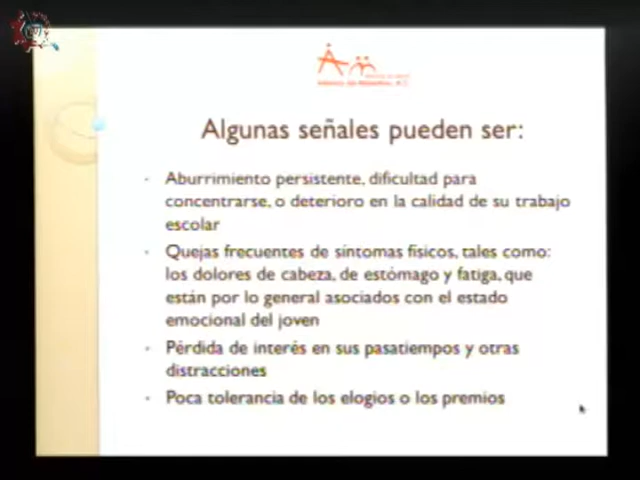 Algunas señales pueden ser:
- Aburrimiento persistente, dificultad para
concentrarse, o deterioro en la calidad de su trabajo
escolar
- Quejas frecuentes de síntomas físicos, tales como:
los dolores de cabeza, de estómago y fatiga, que
están por lo general asociados con el estado
emocional del joven
- Pérdida de interés en sus pasatiempos y otras
distracciones
- Poca tolerancia de los elogios o los premios